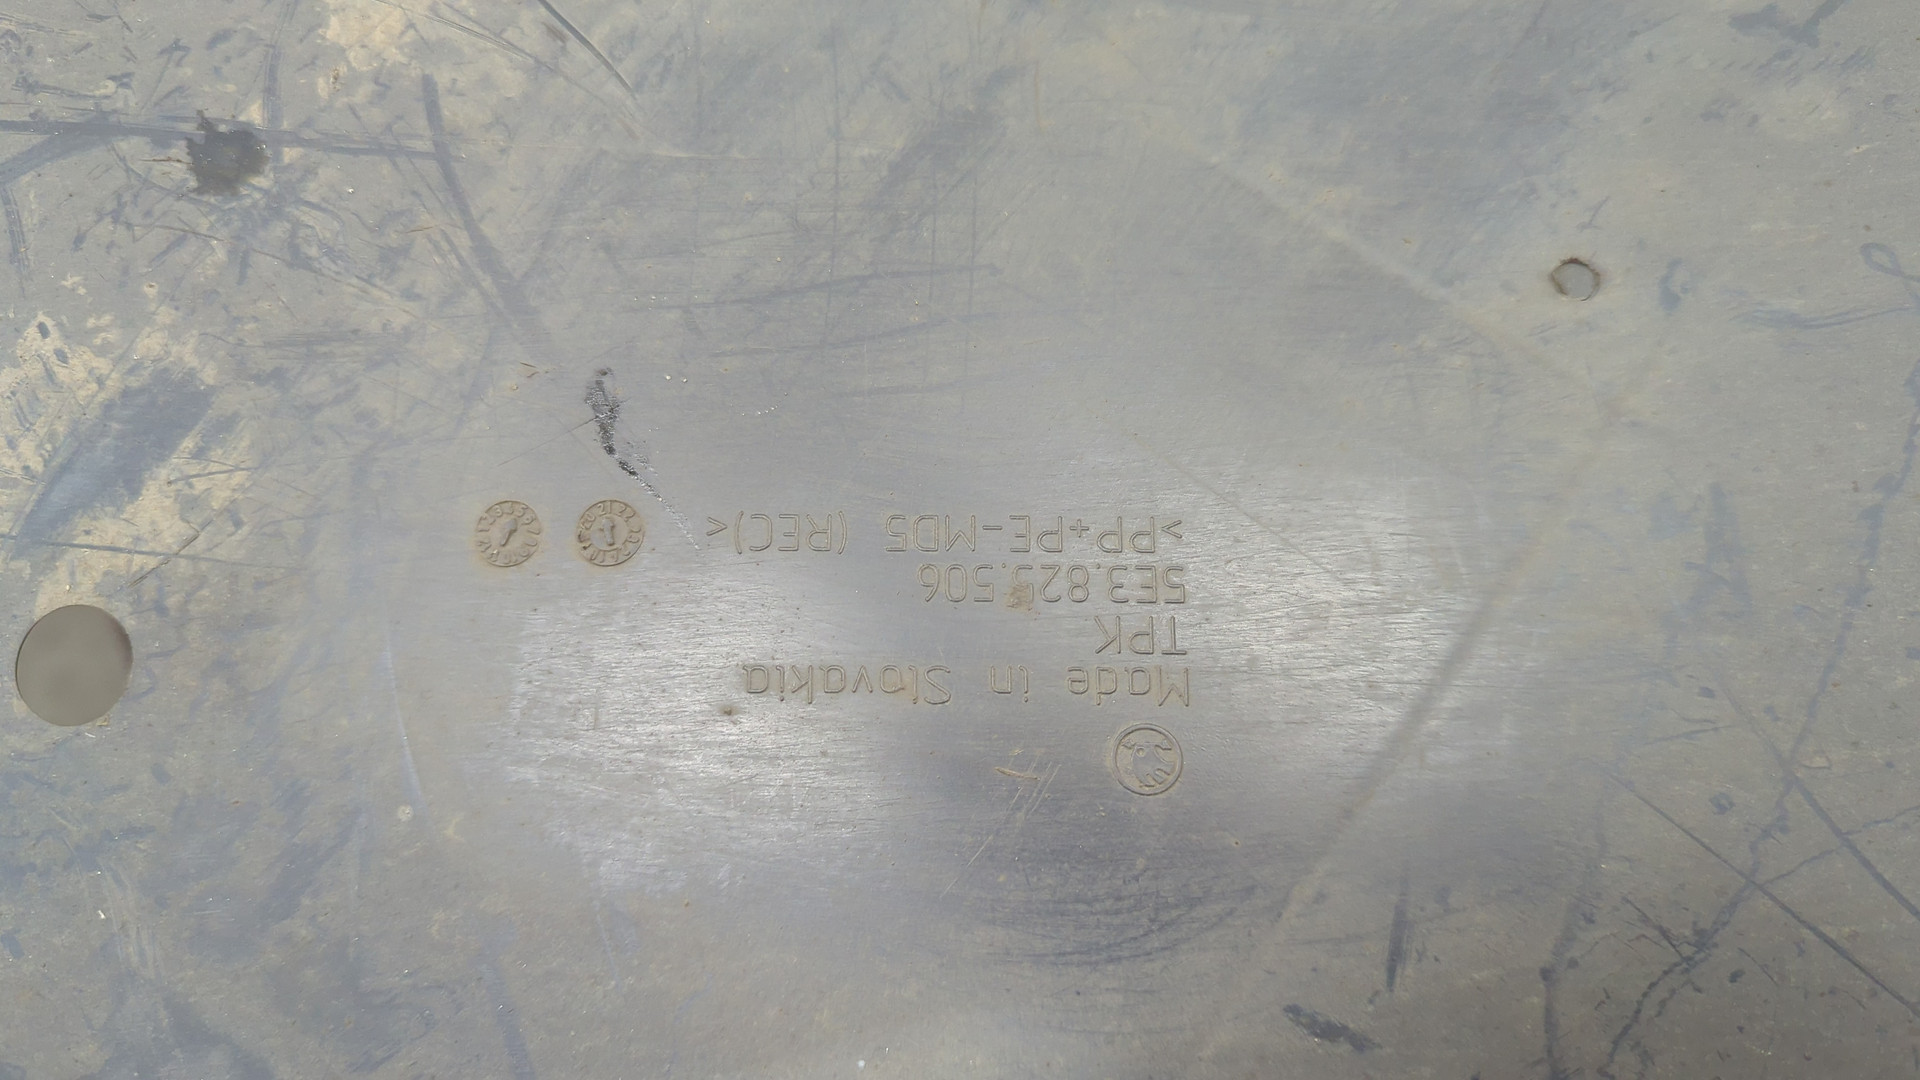 Made in Slovakia
TPK
5E3.825.506
>PP+PE-MD5 (REC)<